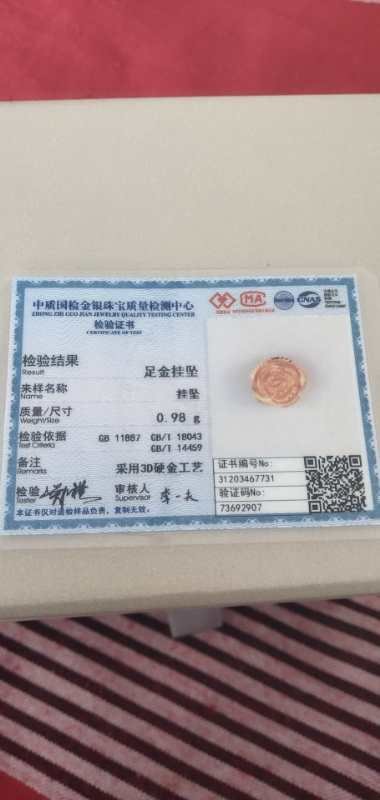 中质国检金银珠宝质量检测中心
ZHONG ZHI GUO JIAN JEWELRY QUALITY TESTING CENTER
检验证书
CERTIFICATE OF TEST
MA
CNAS
检验结果 足金挂坠
Result
来样名称 挂坠
Name
质量/尺寸 0.98 g
Weight/Size
检验依据 GB 11887 GB/T 18043
Test Criteria GB/T 14459
备注 采用3D硬金工艺
Remarks
检验 审核人
Tester Supervisor
本证书仅对送检样品负责，复制无效。
证书编号No:
31203467731
验证码No:
73692907